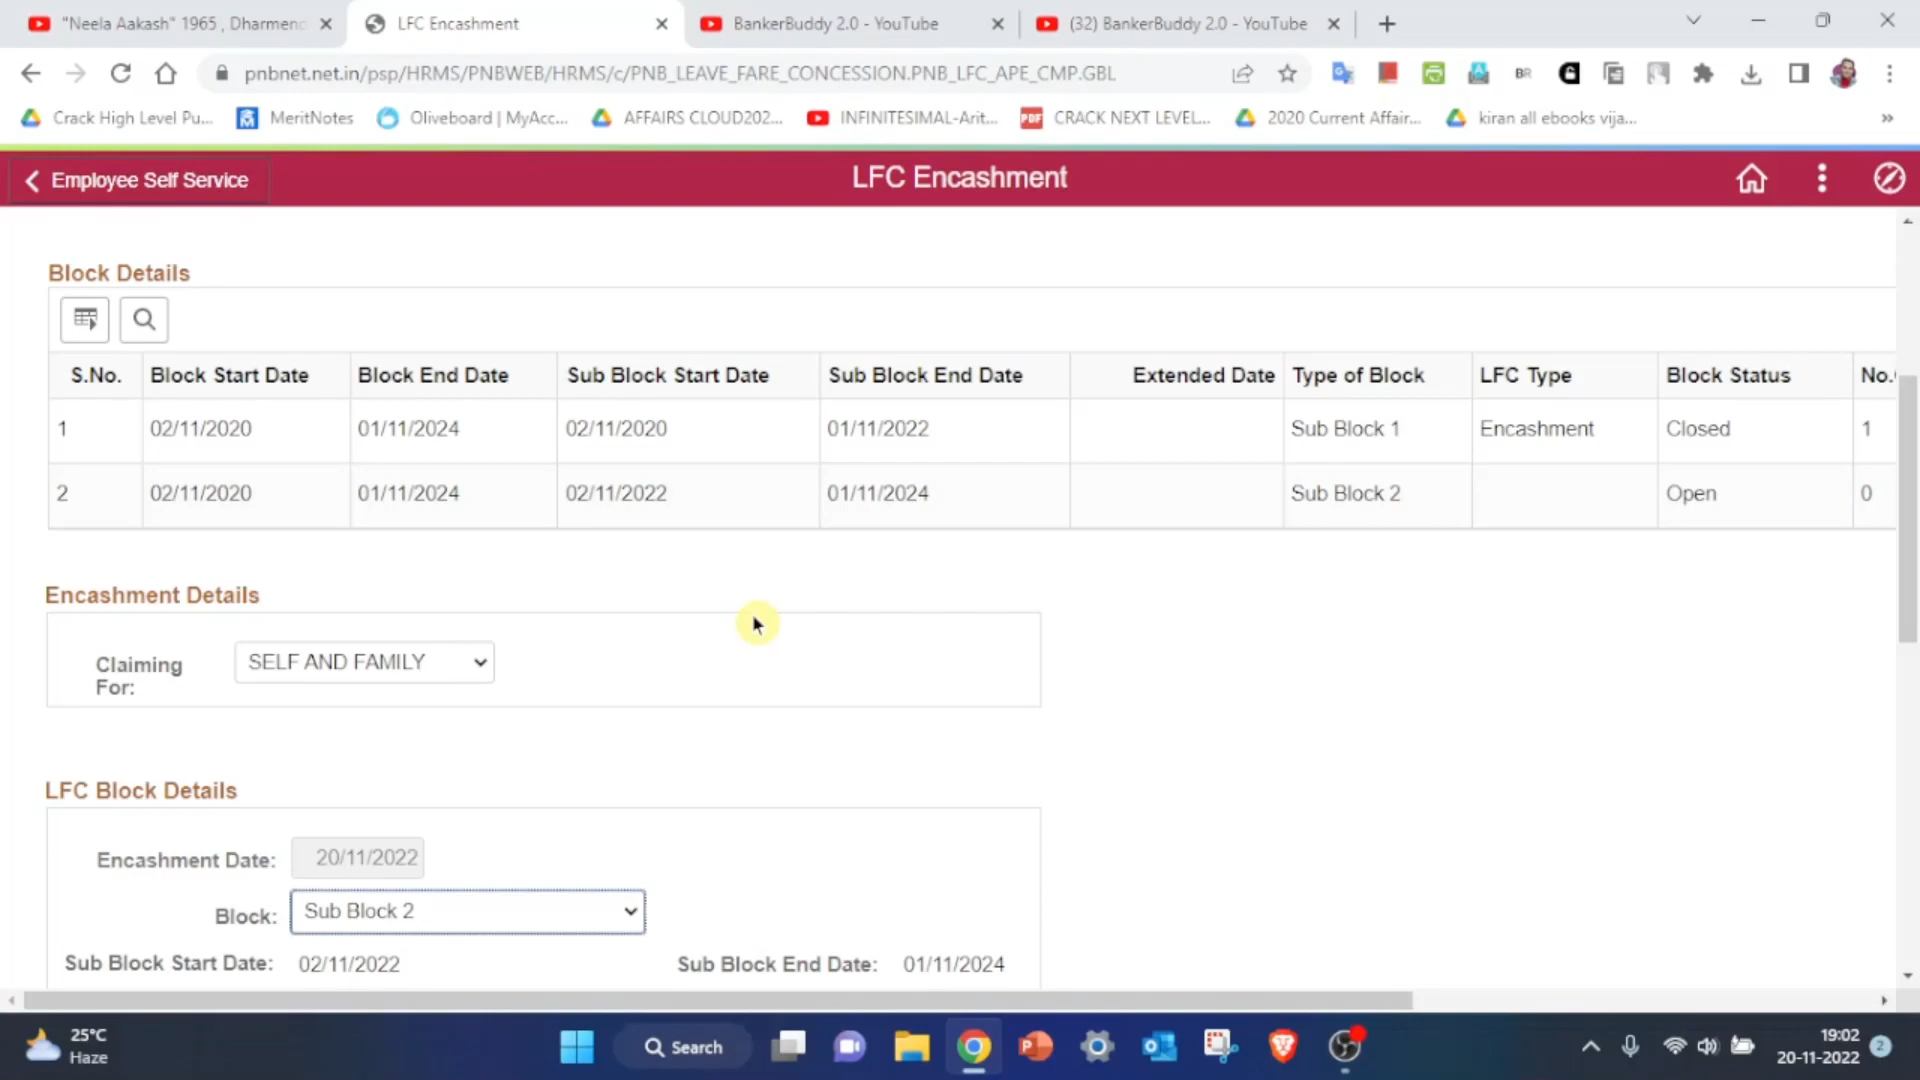 "Neela Aakash" 1965 , Dharmend
LFC Encashment
BankerBuddy 2.0 - YouTube
(32) BankerBuddy 2.0 - YouTube
pnbnet.net.in/psp/HRMS/PNBWEB/HRMS/c/PNB_LEAVE_FARE_CONCESSION.PNB_LFC_APE_CMP.GBL
BR
Crack High Level Pu...
MeritNotes
Oliveboard | MyAcc...
AFFAIRS CLOUD202...
INFINITESIMAL-Arit...
PDF
CRACK NEXT LEVEL...
2020 Current Affair...
kiran all ebooks vija...
Employee Self Service
LFC Encashment
Block Details
S.No. Block Start Date Block End Date Sub Block Start Date Sub Block End Date Extended Date Type of Block LFC Type Block Status No.
1 02/11/2020 01/11/2024 02/11/2020 01/11/2022 Sub Block 1 Encashment Closed 1
2 02/11/2020 01/11/2024 02/11/2022 01/11/2024 Sub Block 2 Open 0
Encashment Details
Claiming
For:
SELF AND FAMILY
LFC Block Details
Encashment Date: 20/11/2022
Block: Sub Block 2
Sub Block Start Date: 02/11/2022 Sub Block End Date: 01/11/2024
25°C
Haze
Search
19:02
20-11-2022
2